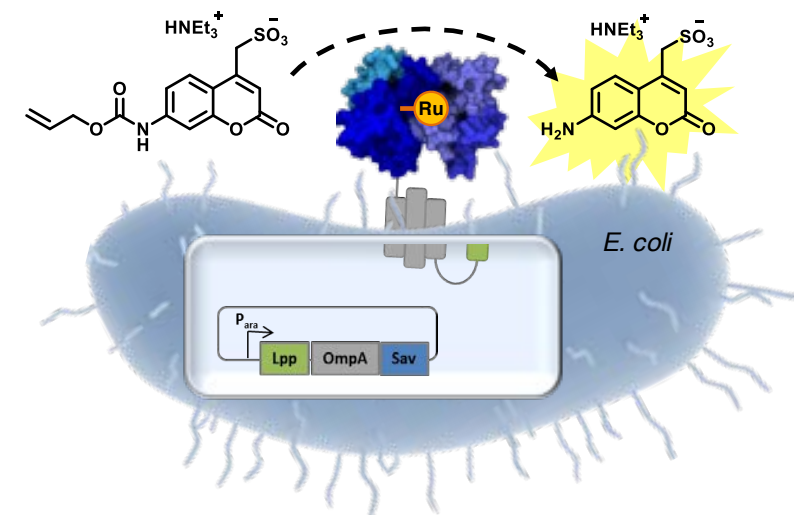 HNEt3+
SO3−
O
O
N
H
O
O
Ru
HNEt3+
SO3−
H2N
O
O
E. coli
Para
Lpp
OmpA
Sav